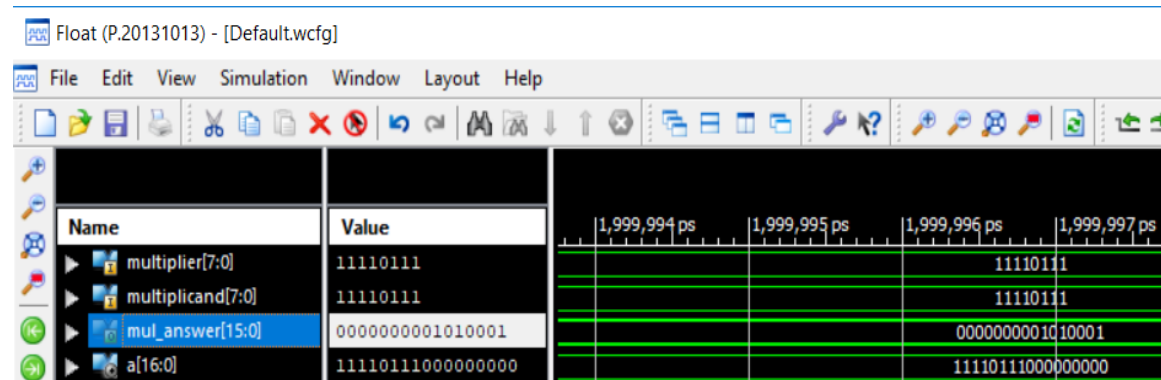 Float (P.20131013) - [Default.wcfg]
File Edit View Simulation Window Layout Help
Name Value 1,999,994 ps 1,999,995 ps 1,999,996 ps 1,999,997 ps
multiplier[7:0] 11110111 11110111
multiplicand[7:0] 11110111 11110111
mul_answer[15:0] 0000000001010001 0000000001010001
a[16:0] 11110111000000000 11110111000000000